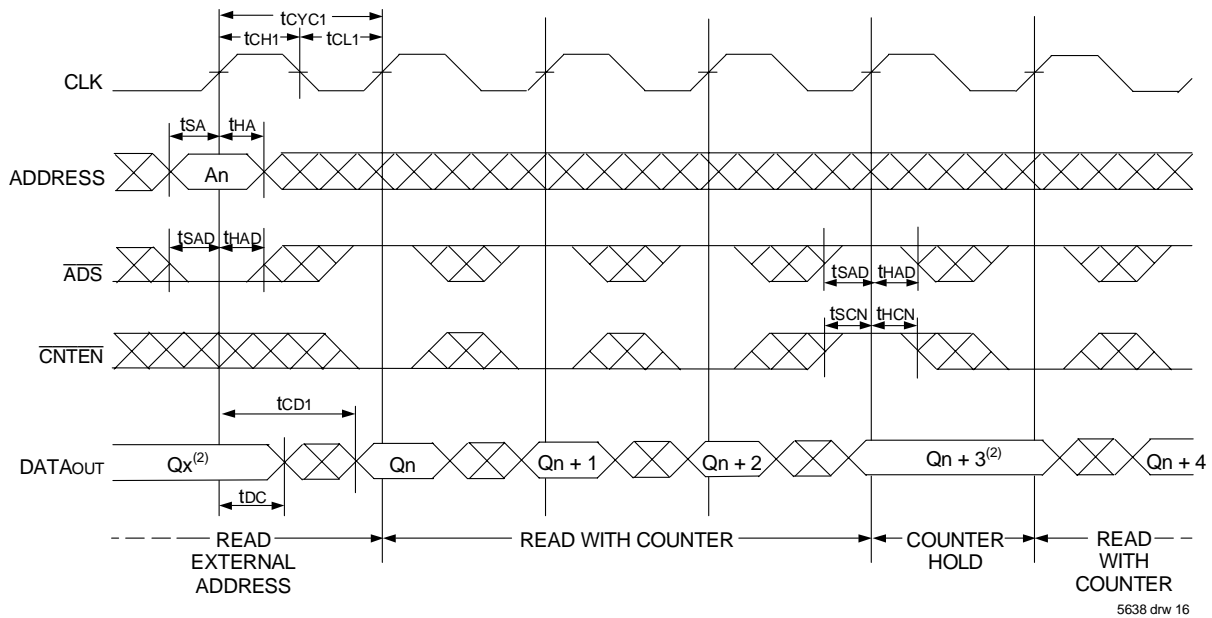 tCYC1
tCH1 tCL1
CLK
tSA tHA
ADDRESS An
tSAD tHAD
ADS
tSAD tHAD
tSCN tHCN
CNTEN
tCD1
DATAOUT Qx(2) Qn Qn + 1 Qn + 2 Qn + 3(2) Qn + 4
tDC
READ EXTERNAL ADDRESS
READ WITH COUNTER
COUNTER HOLD
READ WITH COUNTER
5638 drw 16